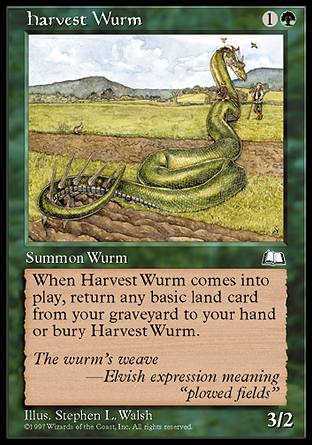 Harvest Wurm 1
Summon Wurm
When Harvest Wurm comes into
play, return any basic land card
from your graveyard to your hand
or bury Harvest Wurm.
The wurm's weave
—Elvish expression meaning
"plowed fields"
Illus. Stephen L. Walsh
©1997 Wizards of the Coast, Inc. All rights reserved.
3/2